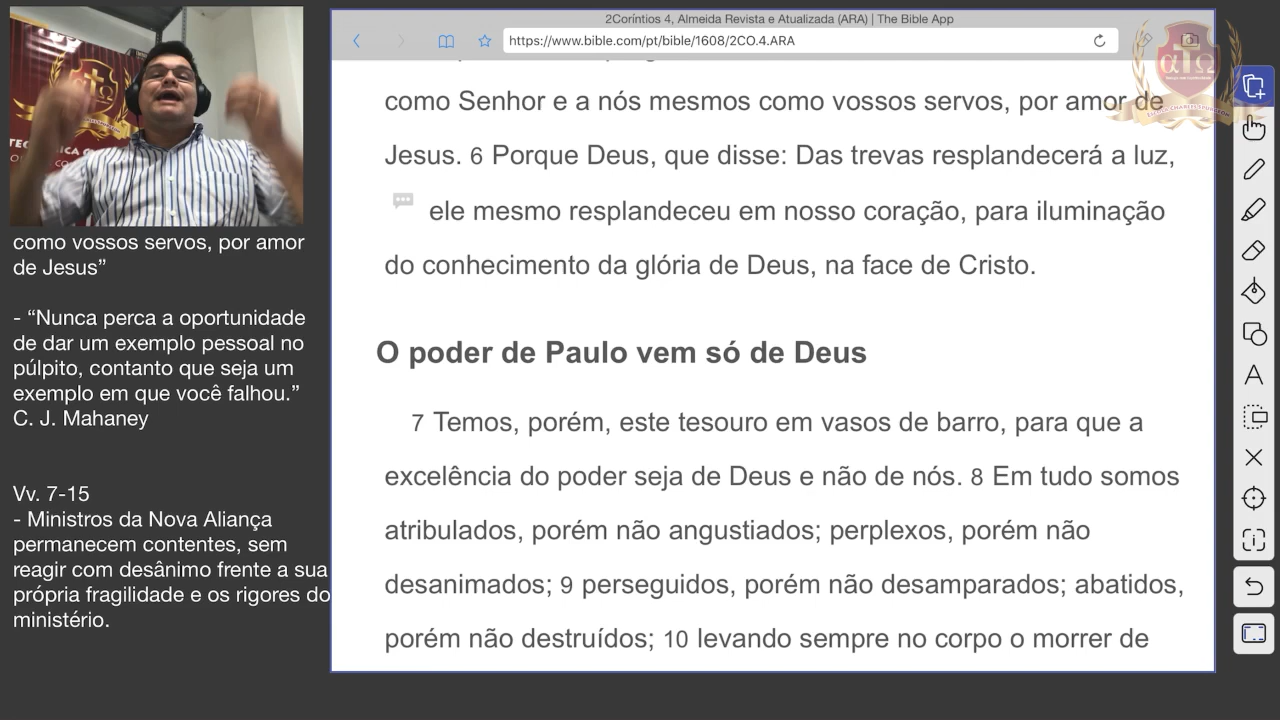 2Coríntios 4, Almeida Revista e Atualizada (ARA) | The Bible App
https://www.bible.com/pt/bible/1608/2CO.4.ARA
como Senhor e a nós mesmos como vossos servos, por amor de
Jesus. 6 Porque Deus, que disse: Das trevas resplandecerá a luz,
ele mesmo resplandeceu em nosso coração, para iluminação
do conhecimento da glória de Deus, na face de Cristo.
O poder de Paulo vem só de Deus
7 Temos, porém, este tesouro em vasos de barro, para que a
excelência do poder seja de Deus e não de nós. 8 Em tudo somos
atribulados, porém não angustiados; perplexos, porém não
desanimados; 9 perseguidos, porém não desamparados; abatidos,
porém não destruídos; 10 levando sempre no corpo o morrer de
como vossos servos, por amor
de Jesus”
- “Nunca perca a oportunidade
de dar um exemplo pessoal no
púlpito, contanto que seja um
exemplo em que você falhou.”
C. J. Mahaney
Vv. 7-15
- Ministros da Nova Aliança
permanecem contentes, sem
reagir com desânimo frente a sua
própria fragilidade e os rigores do
ministério.
α Ω
ESCOLA CHARLES SPURGEON
A